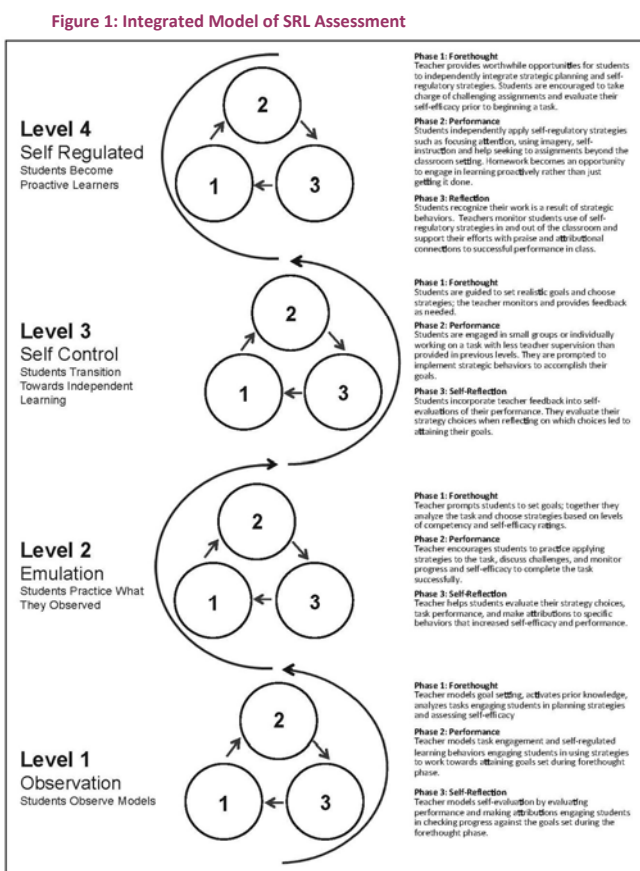 Figure 1: Integrated Model of SRL Assessment
Level 4
Self Regulated
Students Become
Proactive Learners
2
1
3
Phase 1: Forethought
Teacher provides worthwhile opportunities for students
to independently integrate strategic planning and self-
regulatory strategies. Students are encouraged to take
charge of challenging assignments and evaluate their
self-efficacy prior to beginning a task.
Phase 2: Performance
Students independently apply self-regulatory strategies
such as focusing attention, using imagery, self-
instruction and help seeking to assignments beyond the
classroom setting. Homework becomes an opportunity
to engage in learning proactively rather than just
getting it done.
Phase 3: Reflection
Students recognize their work is a result of strategic
behaviors. Teachers monitor students use of self-
regulatory strategies in and out of the classroom and
support their efforts with praise and attributional
connections to successful performance in class.
Level 3
Self Control
Students Transition
Towards Independent
Learning
2
1
3
Phase 1: Forethought
Students are guided to set realistic goals and choose
strategies; the teacher monitors and provides feedback
as needed.
Phase 2: Performance
Students are engaged in small groups or individually
working on a task with less teacher supervision than
provided in previous levels. They are prompted to
implement strategic behaviors to accomplish their
goals.
Phase 3: Self-Reflection
Students incorporate teacher feedback into self-
evaluations of their performance. They evaluate their
strategy choices when reflecting on which choices led to
attaining their goals.
Level 2
Emulation
Students Practice What
They Observed
2
1
3
Phase 1: Forethought
Teacher prompts students to set goals; together they
analyze the task and choose strategies based on levels
of competency and self-efficacy ratings.
Phase 2: Performance
Teacher encourages students to practice applying
strategies to the task, discuss challenges, and monitor
progress and self-efficacy to complete the task
successfully.
Phase 3: Self-Reflection
Teacher helps students evaluate their strategy choices,
task performance, and make attributions to specific
behaviors that increased self-efficacy and performance.
Level 1
Observation
Students Observe Models
2
1
3
Phase 1: Forethought
Teacher models goal setting, activates prior knowledge,
analyzes tasks engaging students in planning strategies
and assessing self-efficacy
Phase 2: Performance
Teacher models task engagement and self-regulated
learning behaviors engaging students in using strategies
to work towards attaining goals set during forethought
phase.
Phase 3: Self-Reflection
Teacher models self-evaluation by evaluating
performance and making attributions engaging students
in checking progress against the goals set during the
forethought phase.